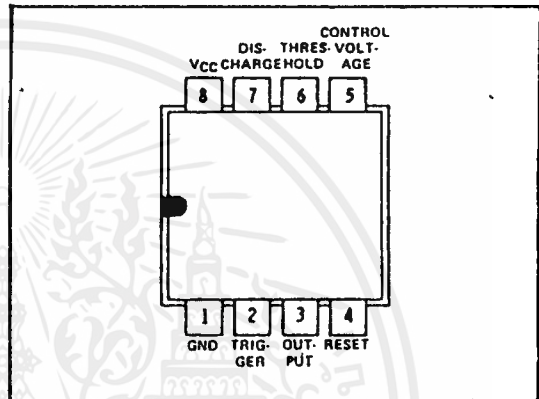 CONTROL
DIS- THRES- VOLT-
VCC CHARGE HOLD AGE
8 7 6 5
1 2 3 4
GND TRIG- OUT- RESET
GER PUT